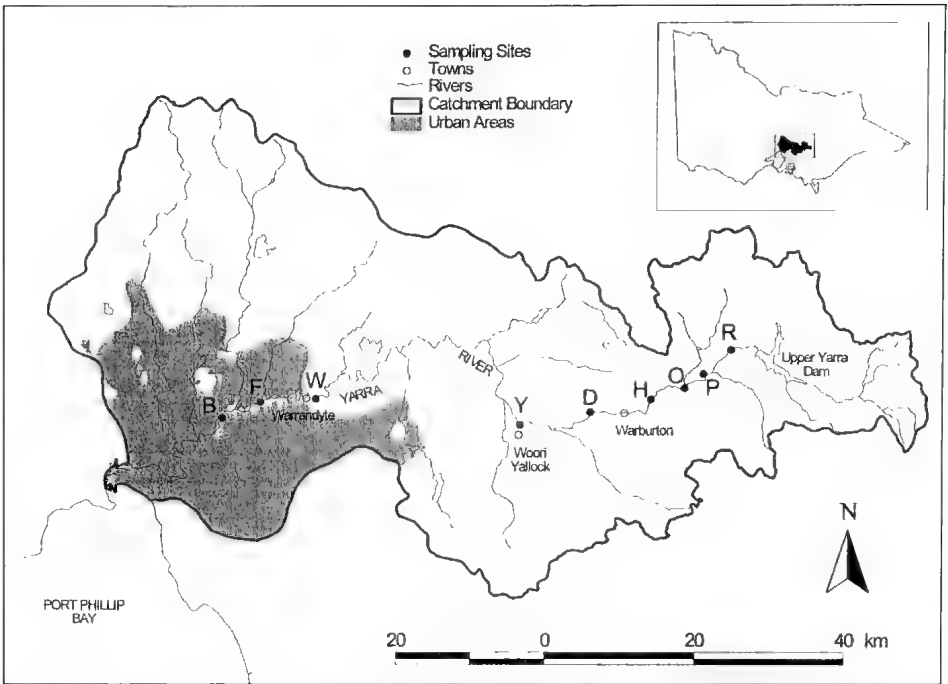 Sampling Sites
Towns
Rivers
Catchment Boundary
Urban Areas
R
Upper Yarra
Dam
O
P
H
D
Warburton
RIVER
Y
Woori
Yallock
YARRA
W
Warrandyte
F
B
N
PORT PHILLIP
BAY
20 0 20 40 km